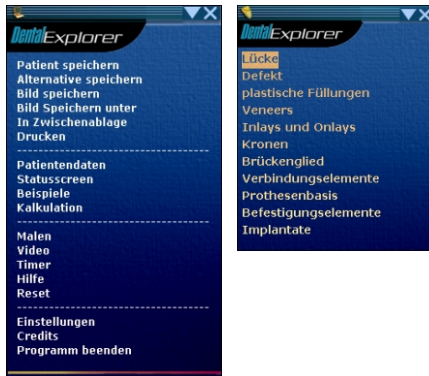 DentalExplorer
Patient speichern
Alternative speichern
Bild speichern
Bild Speichern unter
In Zwischenablage
Drucken
Patientendaten
Statusscreen
Beispiele
Kalkulation
Malen
Video
Timer
Hilfe
Reset
Einstellungen
Credits
Programm beenden
DentalExplorer
Lücke
Defekt
plastische Füllungen
Veneers
Inlays und Onlays
Kronen
Brückenglied
Verbindungselemente
Prothesenbasis
Befestigungselemente
Implantate